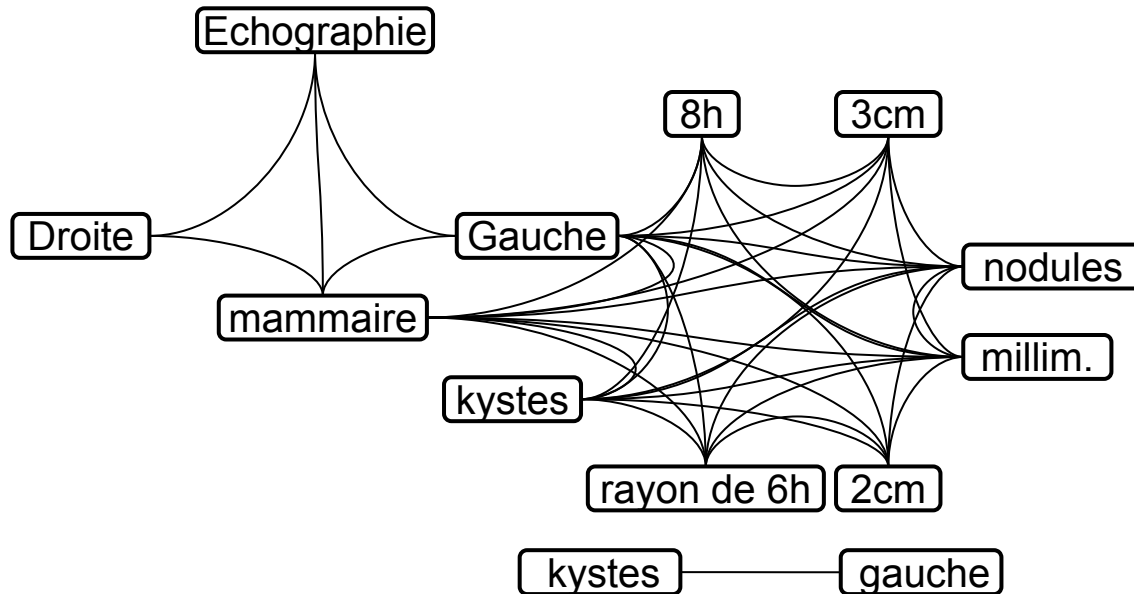 Echographie
8h
3cm
Droite
Gauche
nodules
mammaire
millim.
kystes
rayon de 6h
2cm
kystes
gauche